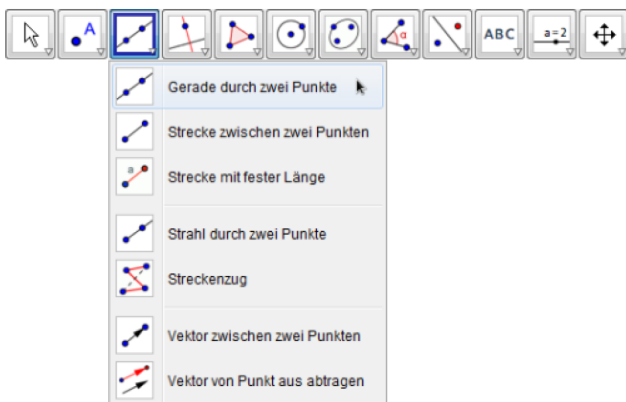 A
α
ABC
a=2
Gerade durch zwei Punkte
Strecke zwischen zwei Punkten
a
Strecke mit fester Länge
Strahl durch zwei Punkte
Streckenzug
Vektor zwischen zwei Punkten
Vektor von Punkt aus abtragen